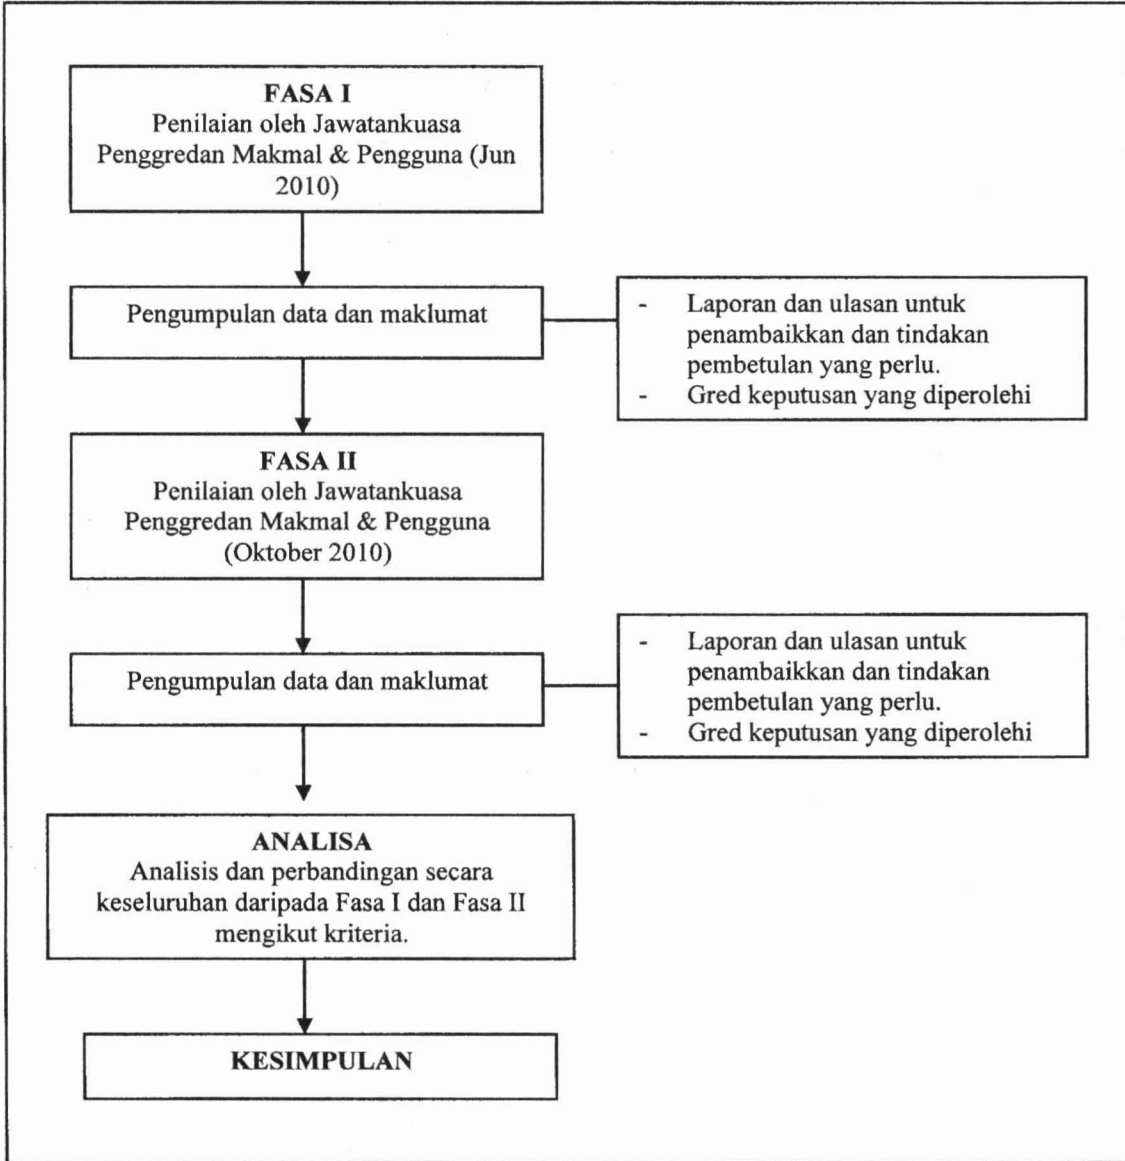 FASA I
Penilaian oleh Jawatankuasa
Penggredan Makmal & Pengguna (Jun
2010)
Pengumpulan data dan maklumat
- Laporan dan ulasan untuk
penambaikkan dan tindakan
pembetulan yang perlu.
- Gred keputusan yang diperolehi
FASA II
Penilaian oleh Jawatankuasa
Penggredan Makmal & Pengguna
(Oktober 2010)
Pengumpulan data dan maklumat
- Laporan dan ulasan untuk
penambaikkan dan tindakan
pembetulan yang perlu.
- Gred keputusan yang diperolehi
ANALISA
Analisis dan perbandingan secara
keseluruhan daripada Fasa I dan Fasa II
mengikut kriteria.
KESIMPULAN